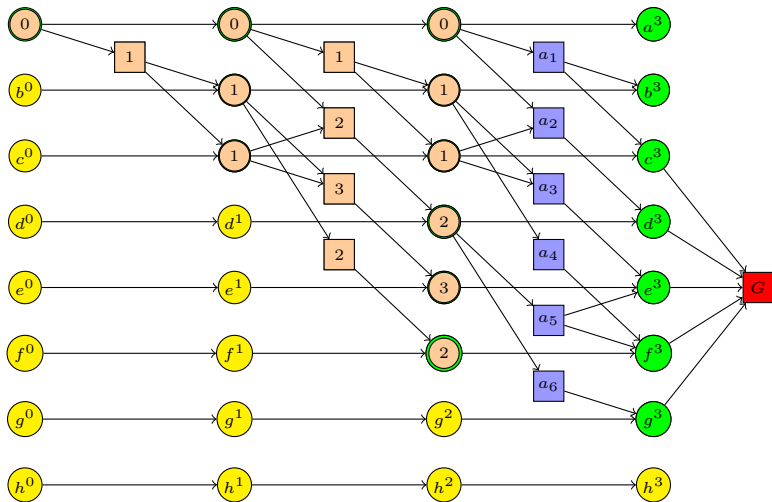 0 0 0 a³
1 1 a₁
b⁰ 1 1 b³
2 a₂
c⁰ 1 1 c³
3 a₃
d⁰ d¹ 2 d³
2 a₄
e⁰ e¹ 3 e³ G
a₅
f⁰ f¹ 2 f³
a₆
g⁰ g¹ g² g³
h⁰ h¹ h² h³